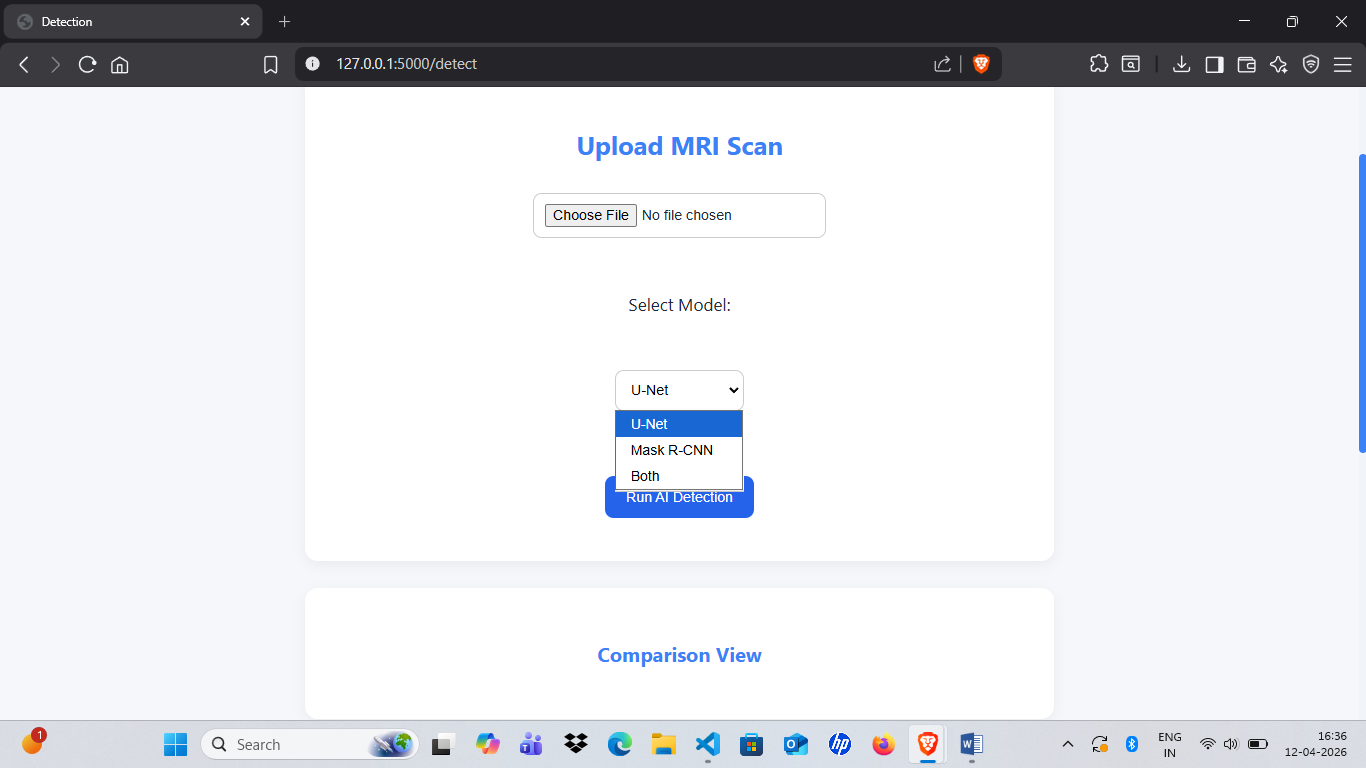 Detection
127.0.0.1:5000/detect
Upload MRI Scan
Choose File No file chosen
Select Model:
U-Net
U-Net
Mask R-CNN
Both
Run AI Detection
Comparison View
1
Search
hp
W
ENG
IN
16:36
12-04-2026